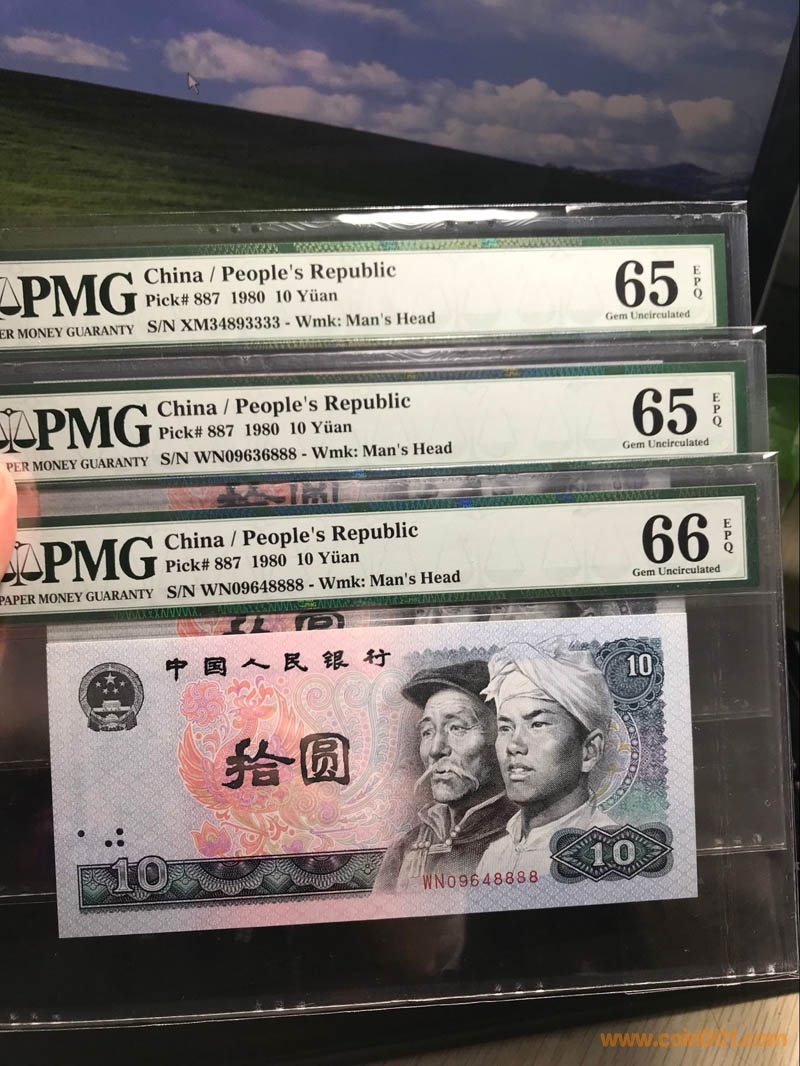 PMG
ER MONEY GUARANTY
China / People's Republic
Pick# 887 1980 10 Yüan
S/N XM34893333 - Wmk: Man's Head
65
EPQ
Gem Uncirculated
PMG
PER MONEY GUARANTY
China / People's Republic
Pick# 887 1980 10 Yüan
S/N WN09636888 - Wmk: Man's Head
65
EPQ
Gem Uncirculated
PMG
PAPER MONEY GUARANTY
China / People's Republic
Pick# 887 1980 10 Yüan
S/N WN09648888 - Wmk: Man's Head
66
EPQ
Gem Uncirculated
中国人民银行
10
拾圆
10
10
WN09648888
www.coin001.com